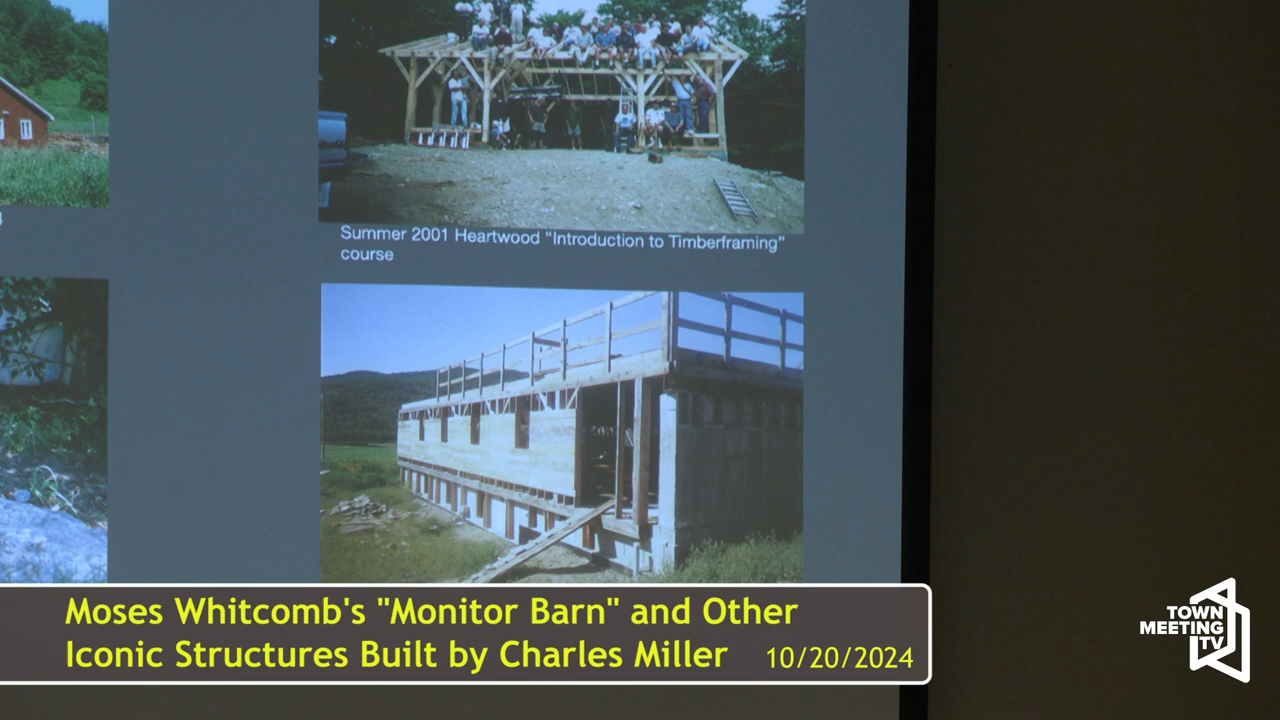 Summer 2001 Heartwood “Introduction to Timberframing”
course
Moses Whitcomb's "Monitor Barn" and Other
Iconic Structures Built by Charles Miller 10/20/2024
TOWN
MEETING
TV